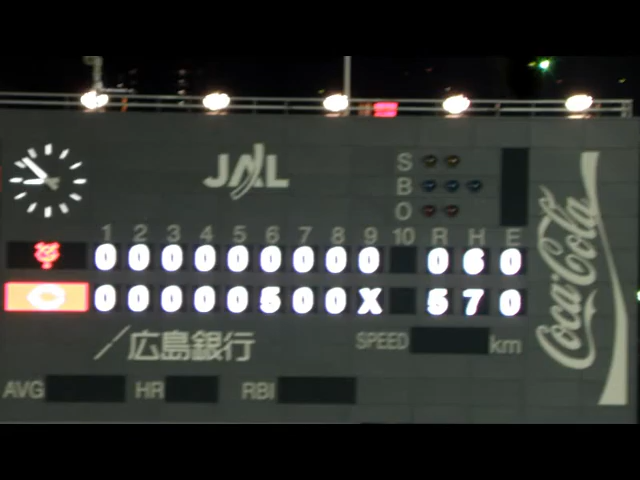 JAL
S
B
O
1 2 3 4 5 6 7 8 9 10 R H E
0 0 0 0 0 0 0 0 0 0 6 0
C 0 0 0 0 0 5 0 0 X 5 7 0
広島銀行
SPEED km
AVG HR RBI
Coca-Cola